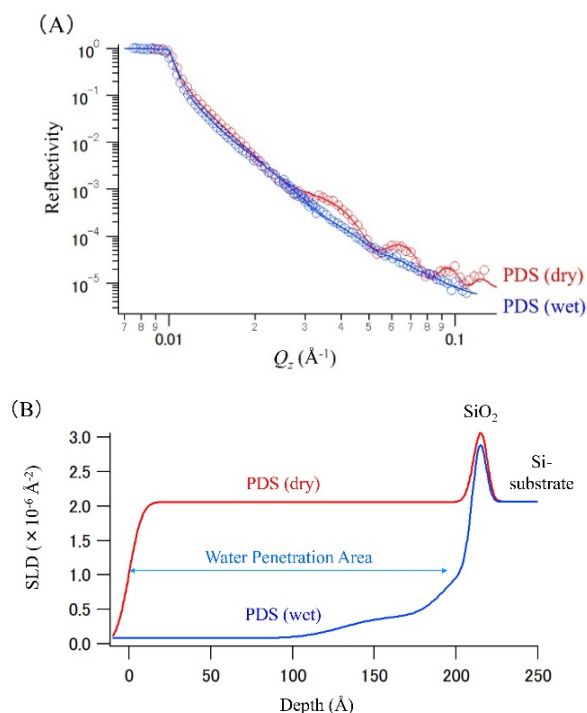 (A)
10⁰
10⁻¹
10⁻²
10⁻³
10⁻⁴
10⁻⁵
Reflectivity
PDS (dry)
PDS (wet)
7 8 9 0.01 2 3 4 5 6 7 8 9 0.1
Q_z (Å⁻¹)
(B)
SiO₂
Si-
substrate
3.0
2.5
2.0
1.5
1.0
0.5
0.0
SLD (× 10⁻⁶ Å⁻²)
PDS (dry)
Water Penetration Area
PDS (wet)
0 50 100 150 200 250
Depth (Å)